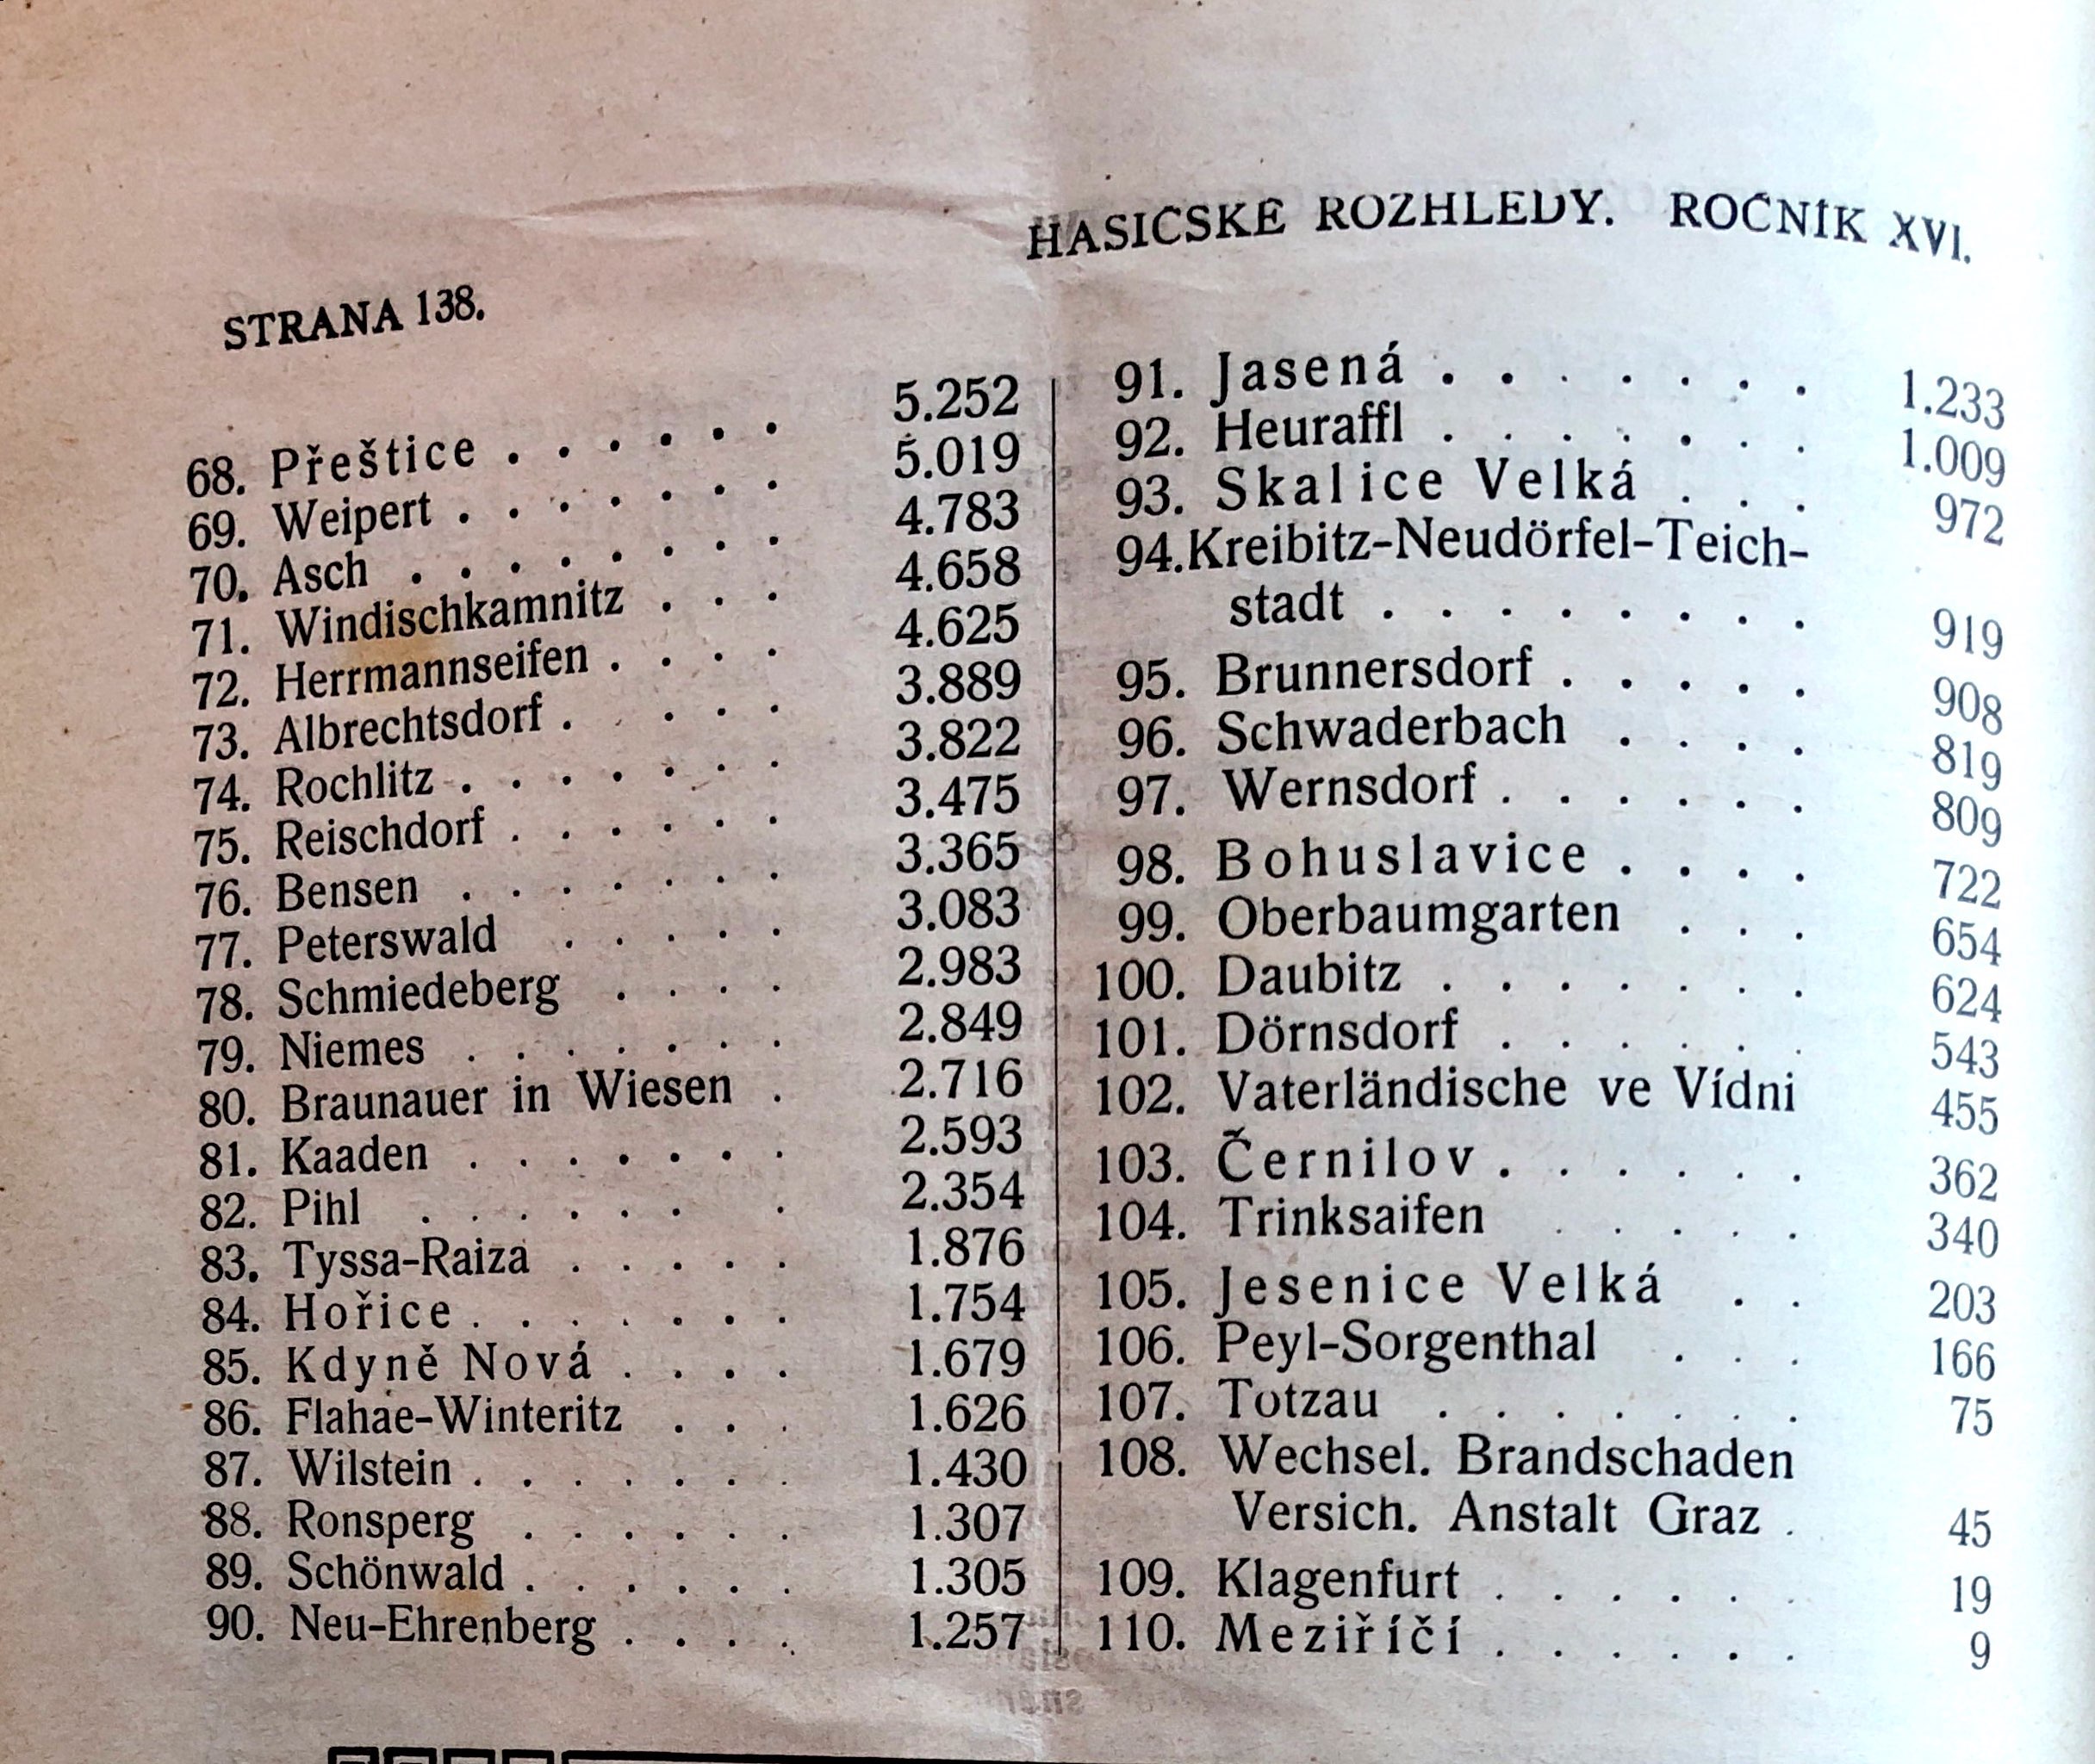 STRANA 138.
HASIČSKÉ ROZHLEDY. ROČNÍK XVI.
68. Přeštice . . . . . . 5.252
69. Weipert . . . . . . . 5.019
70. Asch . . . . . . . . 4.783
71. Windischkamnitz . . . 4.658
72. Herrmannseifen . . . . 4.625
73. Albrechtsdorf . . . . . 3.889
74. Rochlitz . . . . . . . 3.822
75. Reischdorf . . . . . . 3.475
76. Bensen . . . . . . . 3.365
77. Peterswald . . . . . 3.083
78. Schmiedeberg . . . . 2.983
79. Niemes . . . . . . . 2.849
80. Braunauer in Wiesen . 2.716
81. Kaaden . . . . . . . 2.593
82. Pihl . . . . . . . 2.354
83. Tyssa-Raiza . . . . . 1.876
84. Hořice . . . . . . . 1.754
85. Kdyně Nová . . . . 1.679
86. Flahae-Winteritz . . . 1.626
87. Wilstein . . . . . . . 1.430
88. Ronsperg . . . . . . 1.307
89. Schönwald . . . . . . 1.305
90. Neu-Ehrenberg . . . . 1.257
91. Jasená . . . . . . . 1.233
92. Heuraffl . . . . . . . 1.009
93. Skalice Velká . . . 972
94.Kreibitz-Neudörfel-Teich-
stadt . . . . . . . . 919
95. Brunnersdorf . . . . . 908
96. Schwaderbach . . . . 819
97. Wernsdorf . . . . . . 809
98. Bohuslavice . . . . 722
99. Oberbaumgarten . . . 654
100. Daubitz . . . . . . . 624
101. Dörnsdorf . . . . . . 543
102. Vaterländische ve Vídni 455
103. Černilov . . . . . . 362
104. Trinksaifen . . . . . 340
105. Jesenice Velká . . 203
106. Peyl-Sorgenthal . . . 166
107. Totzau . . . . . . . 75
108. Wechsel. Brandschaden
Versich. Anstalt Graz . 45
109. Klagenfurt . . . . . . 19
110. Meziříčí . . . . . . 9